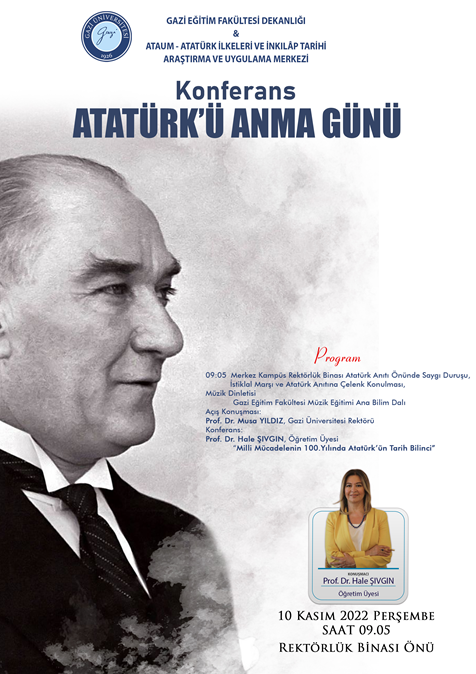 GAZİ ÜNİVERSİTESİ
Gazi
1926
GAZİ EĞİTİM FAKÜLTESİ DEKANLIĞI
&
ATAUM - ATATÜRK İLKELERİ VE İNKILÂP TARİHİ
ARAŞTIRMA VE UYGULAMA MERKEZİ
Konferans
ATATÜRK'Ü ANMA GÜNÜ
Program
09:05 Merkez Kampüs Rektörlük Binası Atatürk Anıtı Önünde Saygı Duruşu,
İstiklal Marşı ve Atatürk Anıtına Çelenk Konulması,
Müzik Dinletisi
Gazi Eğitim Fakültesi Müzik Eğitimi Ana Bilim Dalı
Açış Konuşması:
Prof. Dr. Musa YILDIZ, Gazi Üniversitesi Rektörü
Konferans:
Prof. Dr. Hale ŞIVGIN, Öğretim Üyesi
"Milli Mücadelenin 100.Yılında Atatürk'ün Tarih Bilinci"
KONUŞMACI
Prof. Dr. Hale ŞIVGIN
Öğretim Üyesi
10 KASIM 2022 PERŞEMBE
SAAT 09.05
REKTÖRLÜK BİNASI ÖNÜ